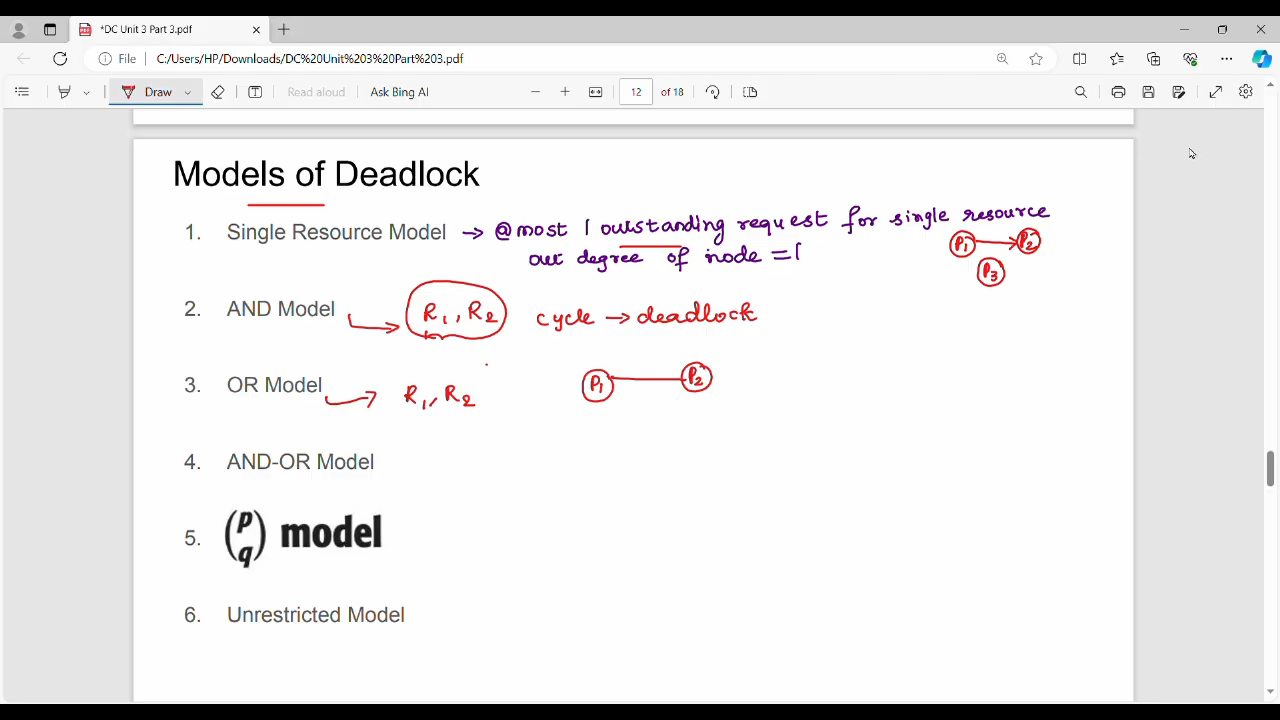 *DC Unit 3 Part 3.pdf
File C:/Users/HP/Downloads/DC%20Unit%203%20Part%203.pdf
Draw Read aloud Ask Bing AI 12 of 18
Models of Deadlock
1. Single Resource Model → @most 1 outstanding request for single resource
out degree of node = 1
P1 P2
P3
2. AND Model R1, R2 cycle → deadlock
3. OR Model R1, R2 P1 P2
4. AND-OR Model
5. (p q) model
6. Unrestricted Model